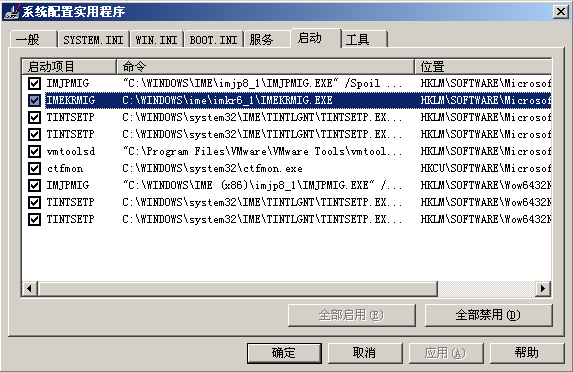 系统配置实用程序
一般 SYSTEM.INI WIN.INI BOOT.INI 服务 启动 工具
启动项目 命令 位置
IMJPMIG "C:\WINDOWS\IME\imjp8_1\IMJPMIG.EXE" /Spoil ... HKLM\SOFTWARE\Microsof
IMEKRMIG C:\WINDOWS\ime\imkr6_1\IMEKRMIG.EXE HKLM\SOFTWARE\Microsof
TINTSETP C:\WINDOWS\system32\IME\TINTLGNT\TINTSETP.EX... HKLM\SOFTWARE\Microsof
TINTSETP C:\WINDOWS\system32\IME\TINTLGNT\TINTSETP.EX... HKLM\SOFTWARE\Microsof
vmtoolsd "C:\Program Files\VMware\VMware Tools\vmtool... HKLM\SOFTWARE\Microsof
ctfmon C:\WINDOWS\system32\ctfmon.exe HKCU\SOFTWARE\Microsof
IMJPMIG "C:\WINDOWS\IME (x86)\imjp8_1\IMJPMIG.EXE" /... HKLM\SOFTWARE\Wow6432N
TINTSETP C:\WINDOWS\system32\IME\TINTLGNT\TINTSETP.EX... HKLM\SOFTWARE\Wow6432N
TINTSETP C:\WINDOWS\system32\IME\TINTLGNT\TINTSETP.EX... HKLM\SOFTWARE\Wow6432N
全部启用(E) 全部禁用(D)
确定 取消 应用(A) 帮助